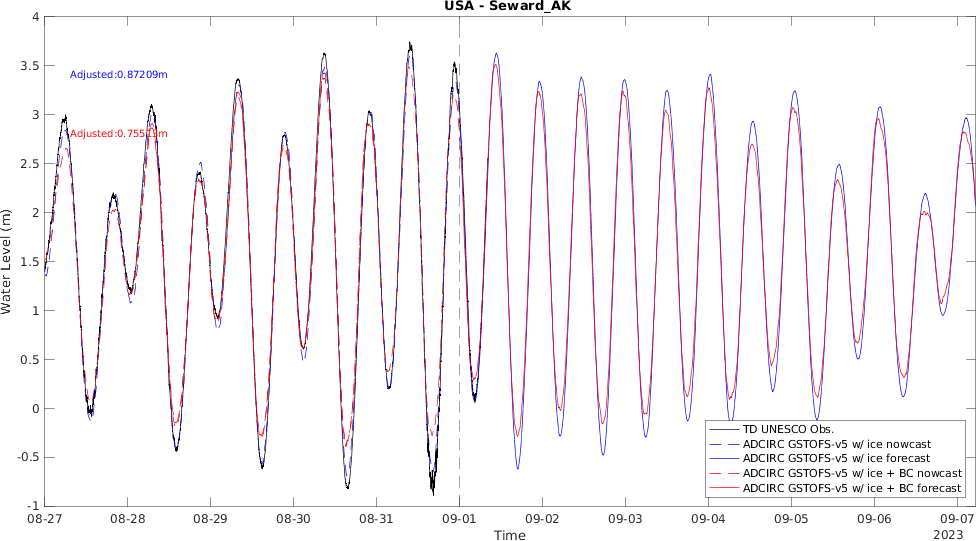 USA - Seward_AK
4
3.5
3
2.5
2
1.5
1
0.5
0
-0.5
-1
Water Level (m)
Adjusted:0.87209m
08-27
08-28
08-29
08-30
08-31
09-01
09-02
09-03
09-04
09-05
09-06
09-07
Time
2023
TD UNESCO Obs.
ADCIRC GSTOFS-v5 w/ ice nowcast
ADCIRC GSTOFS-v5 w/ ice forecast
ADCIRC GSTOFS-v5 w/ ice + BC nowcast
ADCIRC GSTOFS-v5 w/ ice + BC forecast